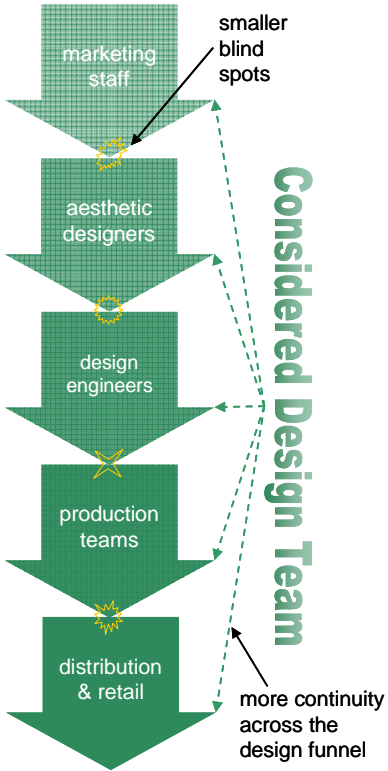 marketing
staff
smaller
blind
spots
aesthetic
designers
design
engineers
production
teams
distribution
& retail
Considered Design Team
more continuity
across the
design funnel